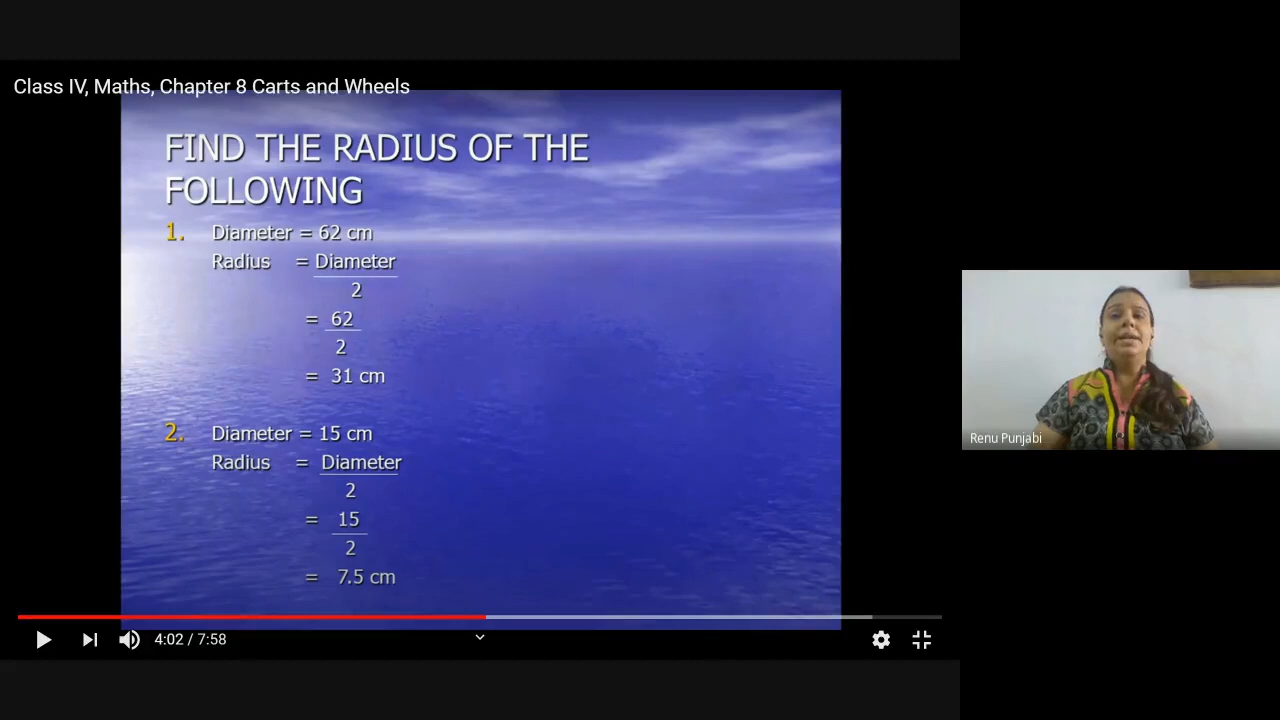 Class IV, Maths, Chapter 8 Carts and Wheels
FIND THE RADIUS OF THE
FOLLOWING
1. Diameter = 62 cm
Radius = Diameter
2
= 62
2
= 31 cm
2. Diameter = 15 cm
Radius = Diameter
2
= 15
2
= 7.5 cm
4:02 / 7:58
Renu Punjabi